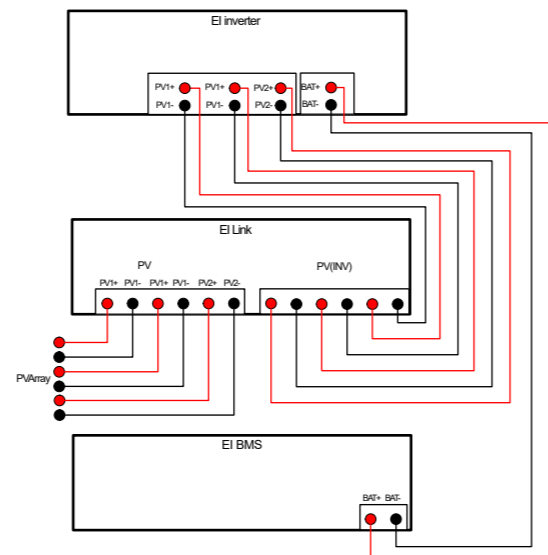 EI inverter
PV1+ PV1+ PV2+ BAT+
PV1- PV1- PV2- BAT-
EI Link
PV PV(INV)
PV1+ PV1- PV1+ PV1- PV2+ PV2-
PVArray
EI BMS
BAT+ BAT-